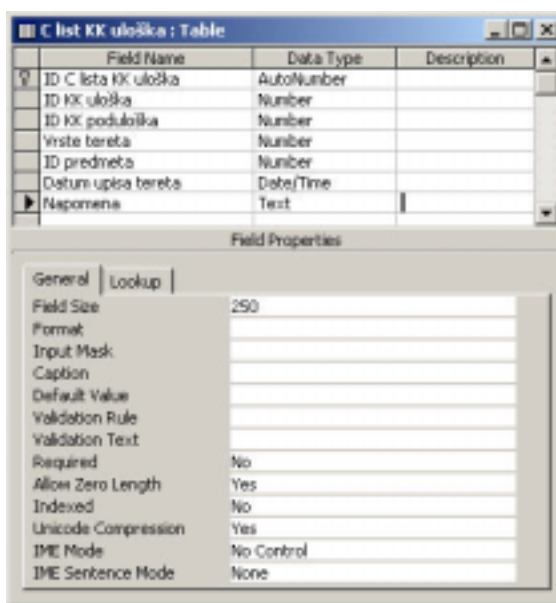 C list KK uloška : Table
Field Name Data Type Description
ID C lista KK uloška AutoNumber
ID KK uloška Number
ID KK poduloška Number
Vrste tereta Number
ID predmeta Number
Datum upisa tereta Date/Time
Napomena Text
Field Properties
General Lookup
Field Size 250
Format
Input Mask
Caption
Default Value
Validation Rule
Validation Text
Required No
Allow Zero Length Yes
Indexed No
Unicode Compression Yes
IME Mode No Control
IME Sentence Mode None